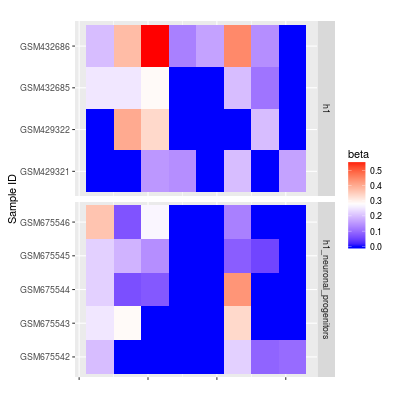 GSM432686
GSM432685
GSM429322
GSM429321
h1
GSM675546
GSM675545
GSM675544
GSM675543
GSM675542
h1_neuronal_progenitors
Sample ID
beta
0.5
0.4
0.3
0.2
0.1
0.0